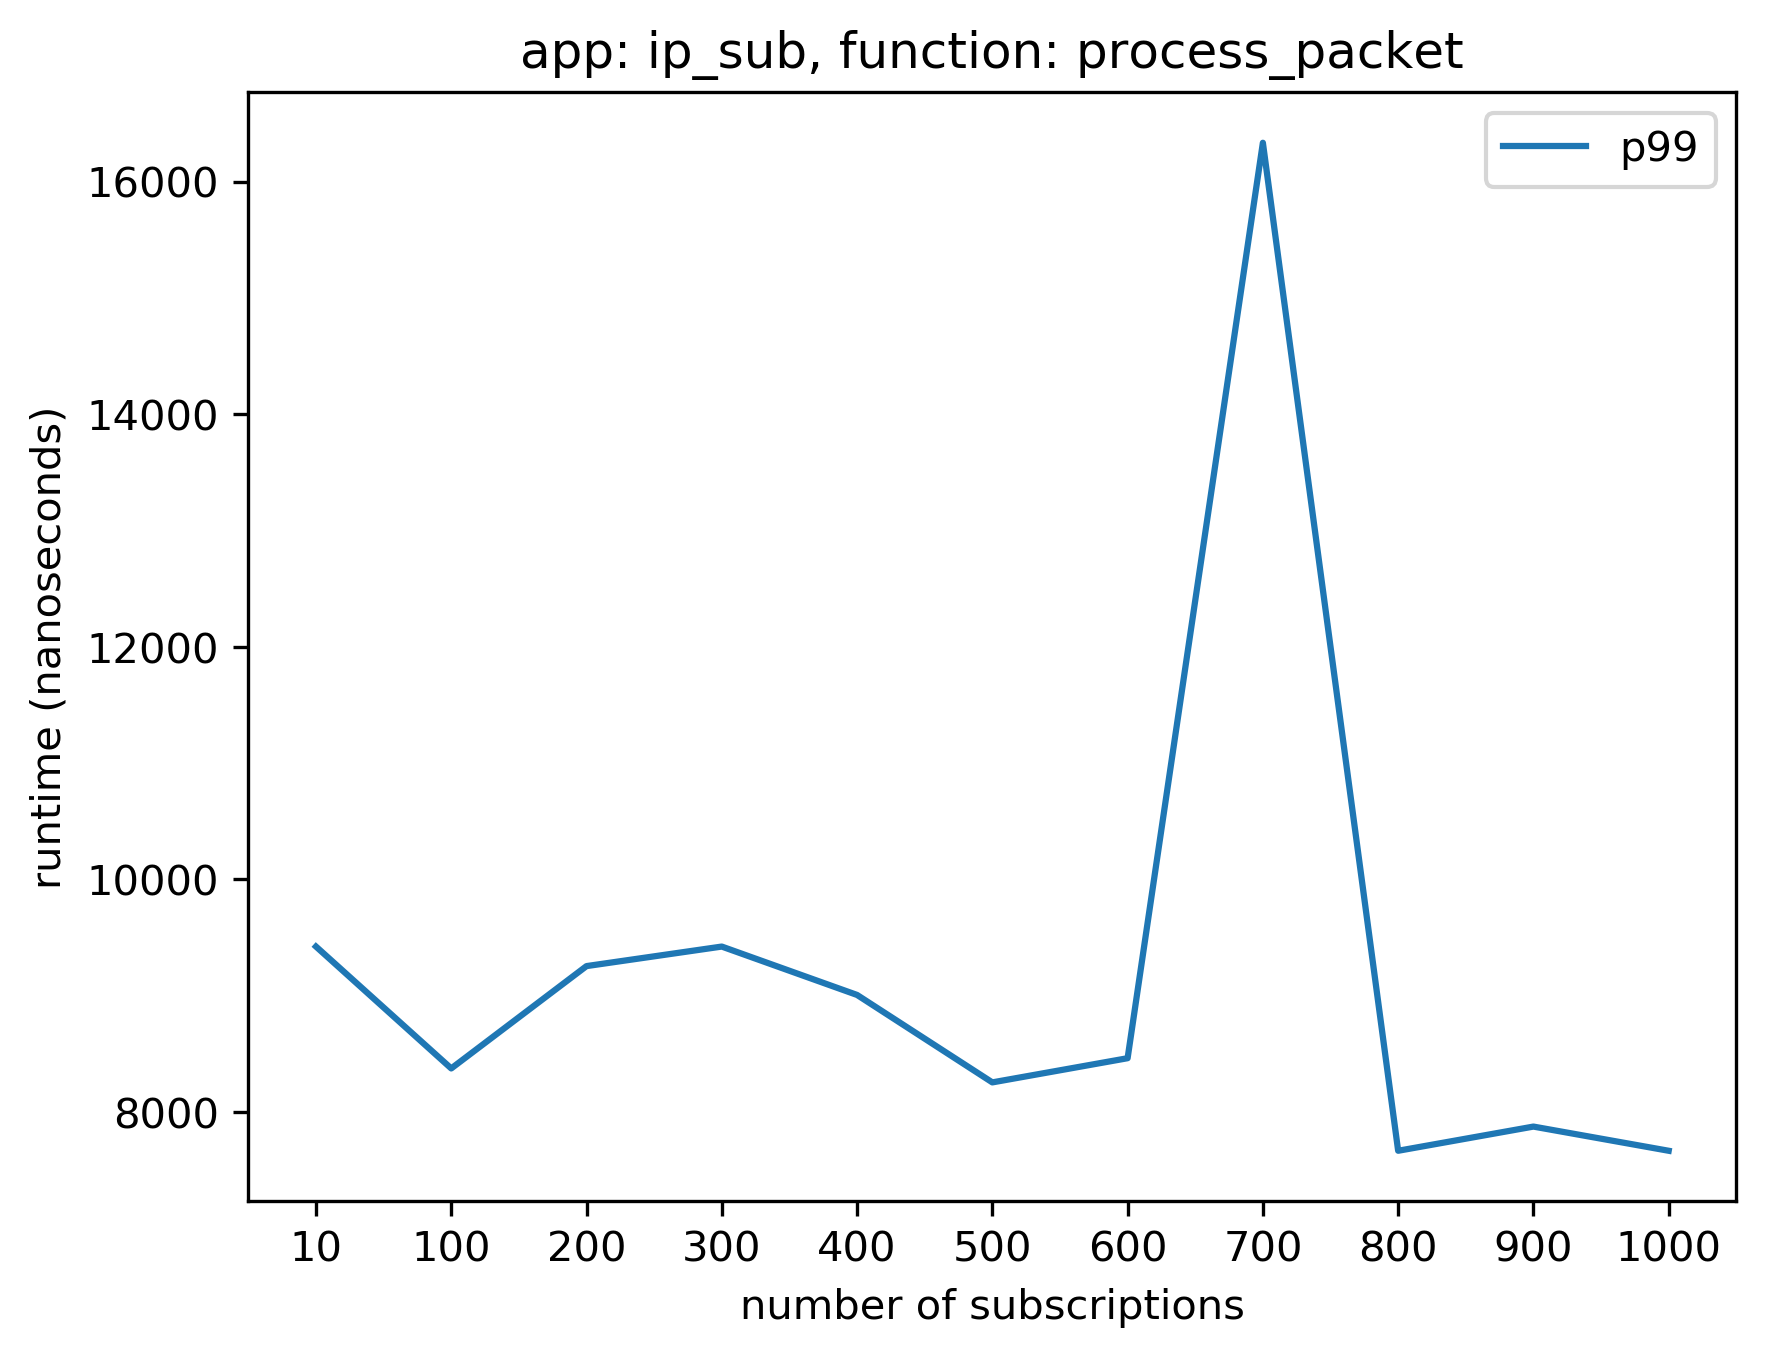 app: ip_sub, function: process_packet
p99
16000
14000
12000
10000
8000
runtime (nanoseconds)
10 100 200 300 400 500 600 700 800 900 1000
number of subscriptions